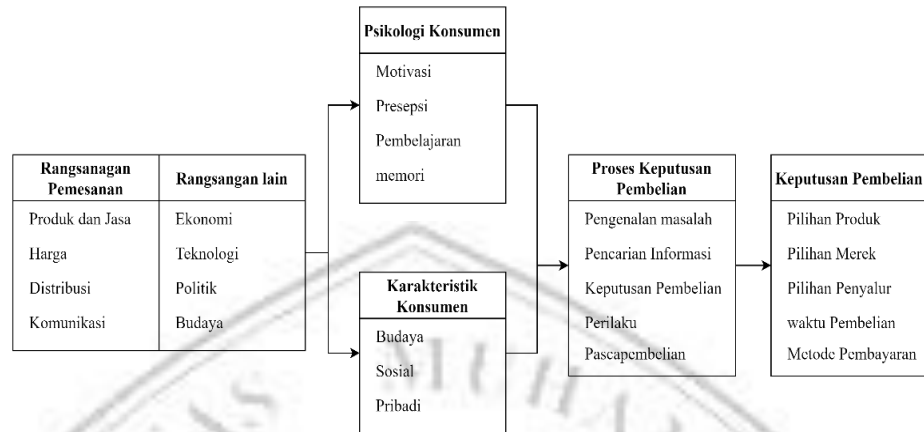 Psikologi Konsumen
Motivasi
Presepsi
Pembelajaran
memori
Rangsanagan
Pemesanan
Produk dan Jasa
Harga
Distribusi
Komunikasi
Rangsangan lain
Ekonomi
Teknologi
Politik
Budaya
Karakteristik
Konsumen
Budaya
Sosial
Pribadi
Proses Keputusan
Pembelian
Pengenalan masalah
Pencarian Informasi
Keputusan Pembelian
Perilaku
Pascapembelian
Keputusan Pembelian
Pilihan Produk
Pilihan Merek
Pilihan Penyalur
waktu Pembelian
Metode Pembayaran